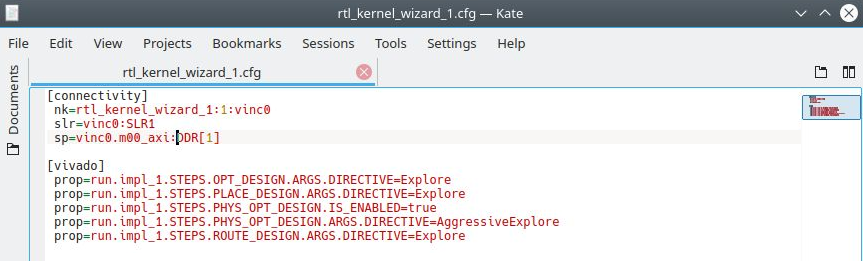 rtl_kernel_wizard_1.cfg — Kate
File Edit View Projects Bookmarks Sessions Tools Settings Help
rtl_kernel_wizard_1.cfg
Documents
[connectivity]
nk=rtl_kernel_wizard_1:1:vinc0
slr=vinc0:SLR1
sp=vinc0.m00_axi:DDR[1]
[vivado]
prop=run.impl_1.STEPS.OPT_DESIGN.ARGS.DIRECTIVE=Explore
prop=run.impl_1.STEPS.PLACE_DESIGN.ARGS.DIRECTIVE=Explore
prop=run.impl_1.STEPS.PHYS_OPT_DESIGN.IS_ENABLED=true
prop=run.impl_1.STEPS.PHYS_OPT_DESIGN.ARGS.DIRECTIVE=AggressiveExplore
prop=run.impl_1.STEPS.ROUTE_DESIGN.ARGS.DIRECTIVE=Explore